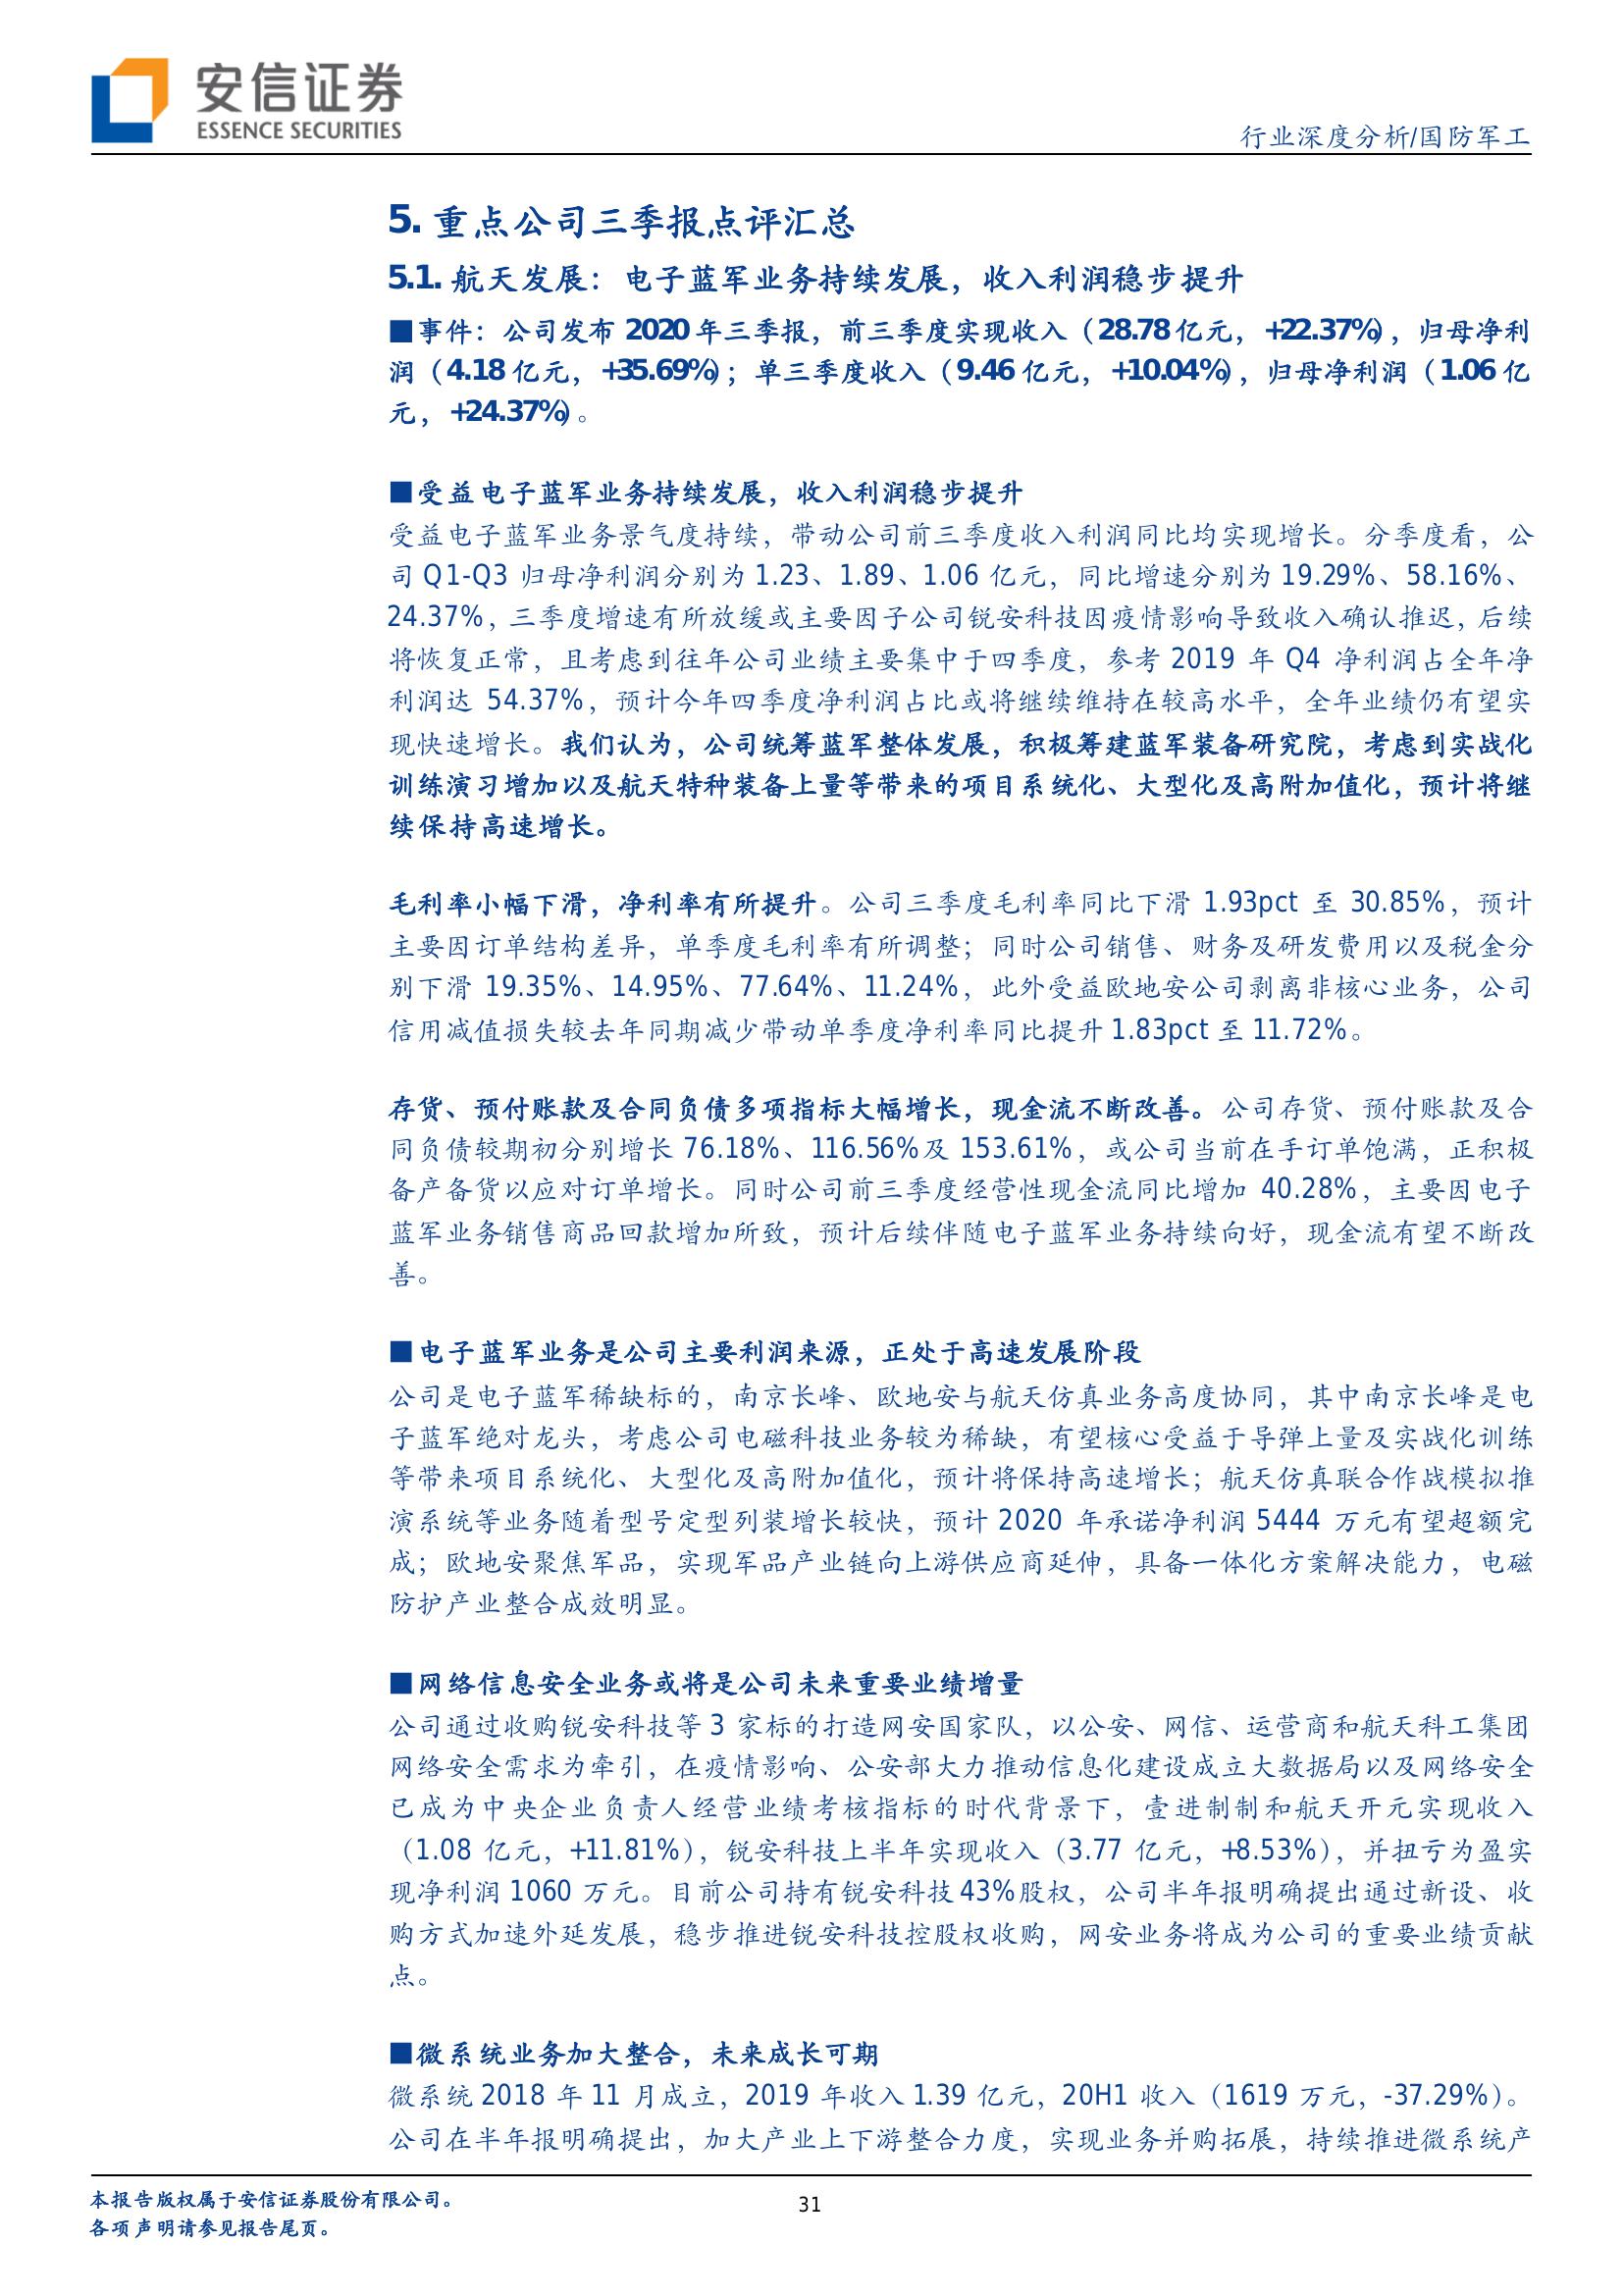 安信证券
ESSENCE SECURITIES
行业深度分析/国防军工
5. 重点公司三季报点评汇总
5.1. 航天发展：电子蓝军业务持续发展，收入利润稳步提升
■事件：公司发布 2020 年三季报，前三季度实现收入（28.78 亿元，+22.37%），归母净利
润（4.18 亿元，+35.69%）；单三季度收入（9.46 亿元，+10.04%），归母净利润（1.06 亿
元，+24.37%）。
■受益电子蓝军业务持续发展，收入利润稳步提升
受益电子蓝军业务景气度持续，带动公司前三季度收入利润同比均实现增长。分季度看，公
司 Q1-Q3 归母净利润分别为 1.23、1.89、1.06 亿元，同比增速分别为 19.29%、58.16%、
24.37%，三季度增速有所放缓或主要因子公司锐安科技因疫情影响导致收入确认推迟，后续
将恢复正常，且考虑到往年公司业绩主要集中于四季度，参考 2019 年 Q4 净利润占全年净
利润达 54.37%，预计今年四季度净利润占比或将继续维持在较高水平，全年业绩仍有望实
现快速增长。我们认为，公司统筹蓝军整体发展，积极筹建蓝军装备研究院，考虑到实战化
训练演习增加以及航天特种装备上量等带来的项目系统化、大型化及高附加值化，预计将继
续保持高速增长。
毛利率小幅下滑，净利率有所提升。公司三季度毛利率同比下滑 1.93pct 至 30.85%，预计
主要因订单结构差异，单季度毛利率有所调整；同时公司销售、财务及研发费用以及税金分
别下滑 19.35%、14.95%、77.64%、11.24%，此外受益欧地安公司剥离非核心业务，公司
信用减值损失较去年同期减少带动单季度净利率同比提升 1.83pct 至 11.72%。
存货、预付账款及合同负债多项指标大幅增长，现金流不断改善。公司存货、预付账款及合
同负债较期初分别增长 76.18%、116.56%及 153.61%，或公司当前在手订单饱满，正积极
备产备货以应对订单增长。同时公司前三季度经营性现金流同比增加 40.28%，主要因电子
蓝军业务销售商品回款增加所致，预计后续伴随电子蓝军业务持续向好，现金流有望不断改
善。
■电子蓝军业务是公司主要利润来源，正处于高速发展阶段
公司是电子蓝军稀缺标的，南京长峰、欧地安与航天仿真业务高度协同，其中南京长峰是电
子蓝军绝对龙头，考虑公司电磁科技业务较为稀缺，有望核心受益于导弹上量及实战化训练
等带来项目系统化、大型化及高附加值化，预计将保持高速增长；航天仿真联合作战模拟推
演系统等业务随着型号定型列装增长较快，预计 2020 年承诺净利润 5444 万元有望超额完
成；欧地安聚焦军品，实现军品产业链向上游供应商延伸，具备一体化方案解决能力，电磁
防护产业整合成效明显。
■网络信息安全业务或将是公司未来重要业绩增量
公司通过收购锐安科技等 3 家标的打造网安国家队，以公安、网信、运营商和航天科工集团
网络安全需求为牵引，在疫情影响、公安部大力推动信息化建设成立大数据局以及网络安全
已成为中央企业负责人经营业绩考核指标的时代背景下，壹进制制和航天开元实现收入
（1.08 亿元，+11.81%），锐安科技上半年实现收入（3.77 亿元，+8.53%），并扭亏为盈实
现净利润 1060 万元。目前公司持有锐安科技 43%股权，公司半年报明确提出通过新设、收
购方式加速外延发展，稳步推进锐安科技控股权收购，网安业务将成为公司的重要业绩贡献
点。
■微系统业务加大整合，未来成长可期
微系统 2018 年 11 月成立，2019 年收入 1.39 亿元，20H1 收入（1619 万元，-37.29%）。
公司在半年报明确提出，加大产业上下游整合力度，实现业务并购拓展，持续推进微系统产
本报告版权属于安信证券股份有限公司。
31
各项声明请参见报告尾页。